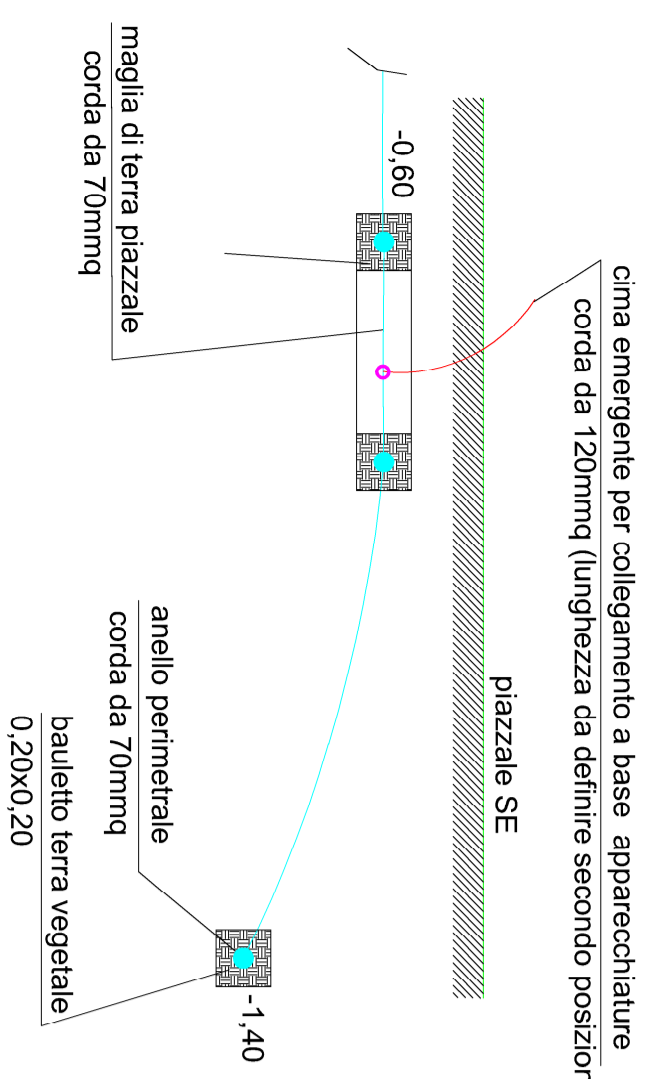 cima emergente per collegamento a base apparecchiature
corda da 120mmq (lunghezza da definire secondo posizior
piazzale SE
-0,60
maglia di terra piazzale
corda da 70mmq
-1,40
anello perimetrale
corda da 70mmq
bauletto terra vegetale
0,20x0,20